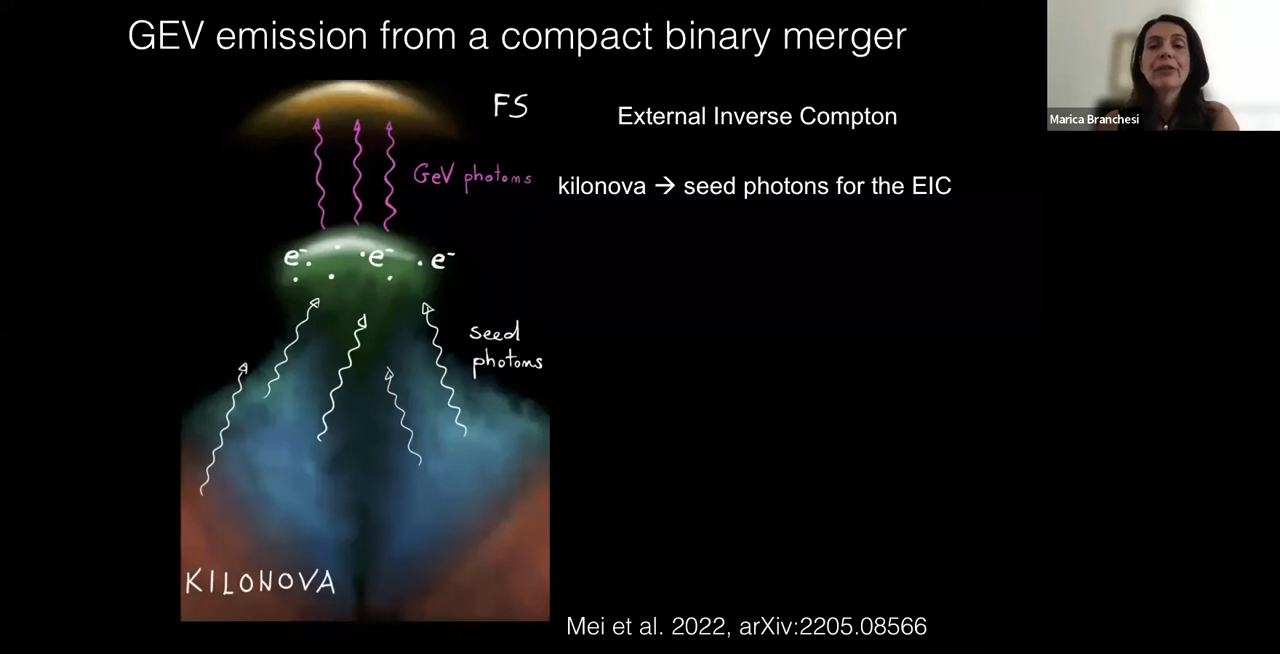 GEV emission from a compact binary merger
Marica Branchesi
FS
External Inverse Compton
GeV photons
kilonova → seed photons for the EIC
e⁻ e⁻ e⁻
seed
photons
KILONOVA
Mei et al. 2022, arXiv:2205.08566